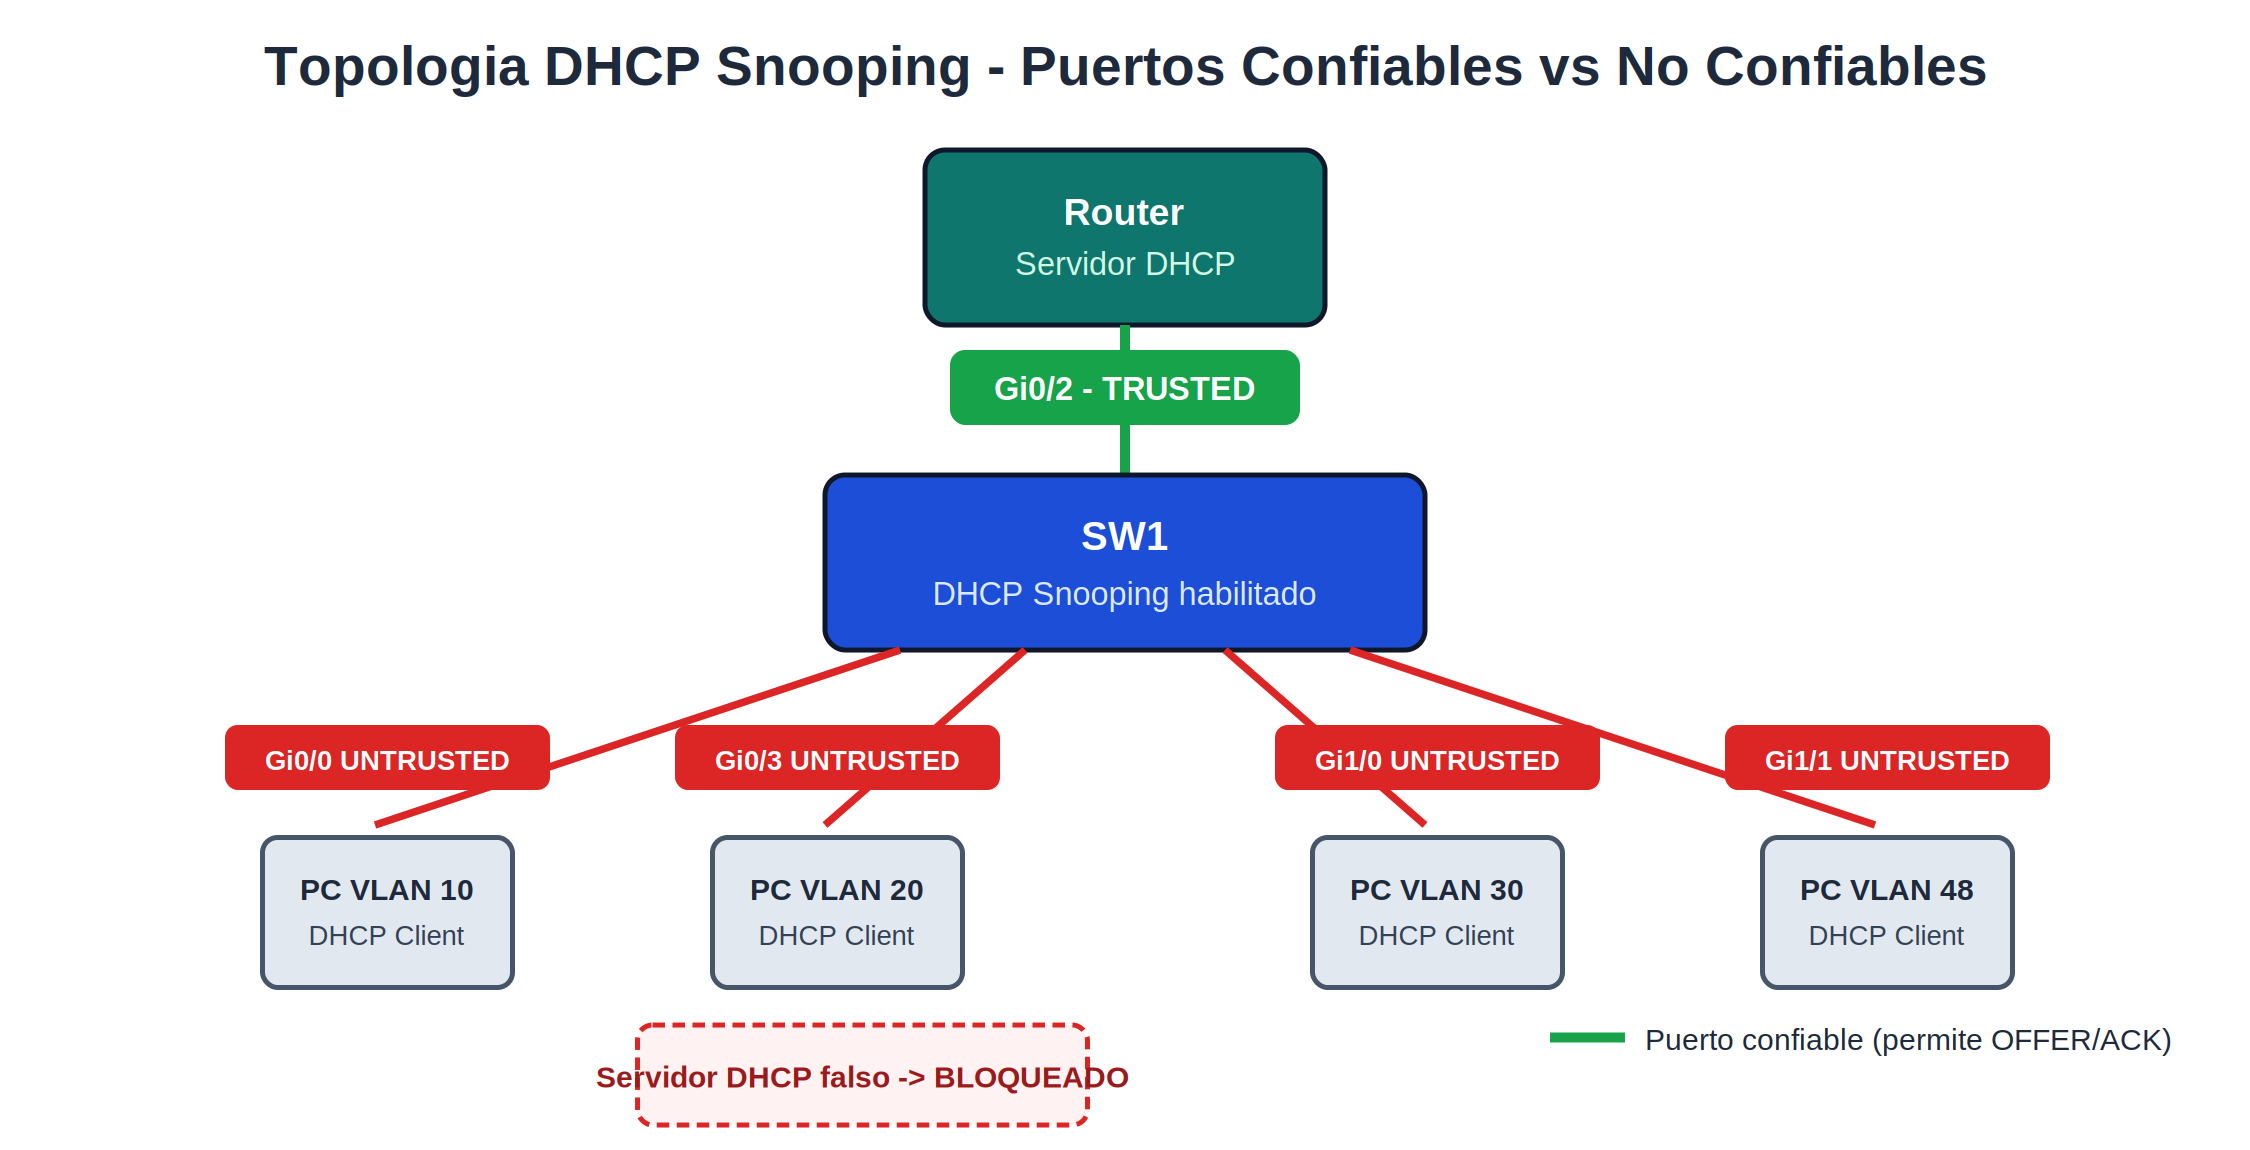 Topologia DHCP Snooping - Puertos Confiables vs No Confiables
Router
Servidor DHCP
Gi0/2 - TRUSTED
SW1
DHCP Snooping habilitado
Gi0/0 UNTRUSTED
Gi0/3 UNTRUSTED
Gi1/0 UNTRUSTED
Gi1/1 UNTRUSTED
PC VLAN 10
DHCP Client
PC VLAN 20
DHCP Client
PC VLAN 30
DHCP Client
PC VLAN 48
DHCP Client
Servidor DHCP falso -> BLOQUEADO
Puerto confiable (permite OFFER/ACK)